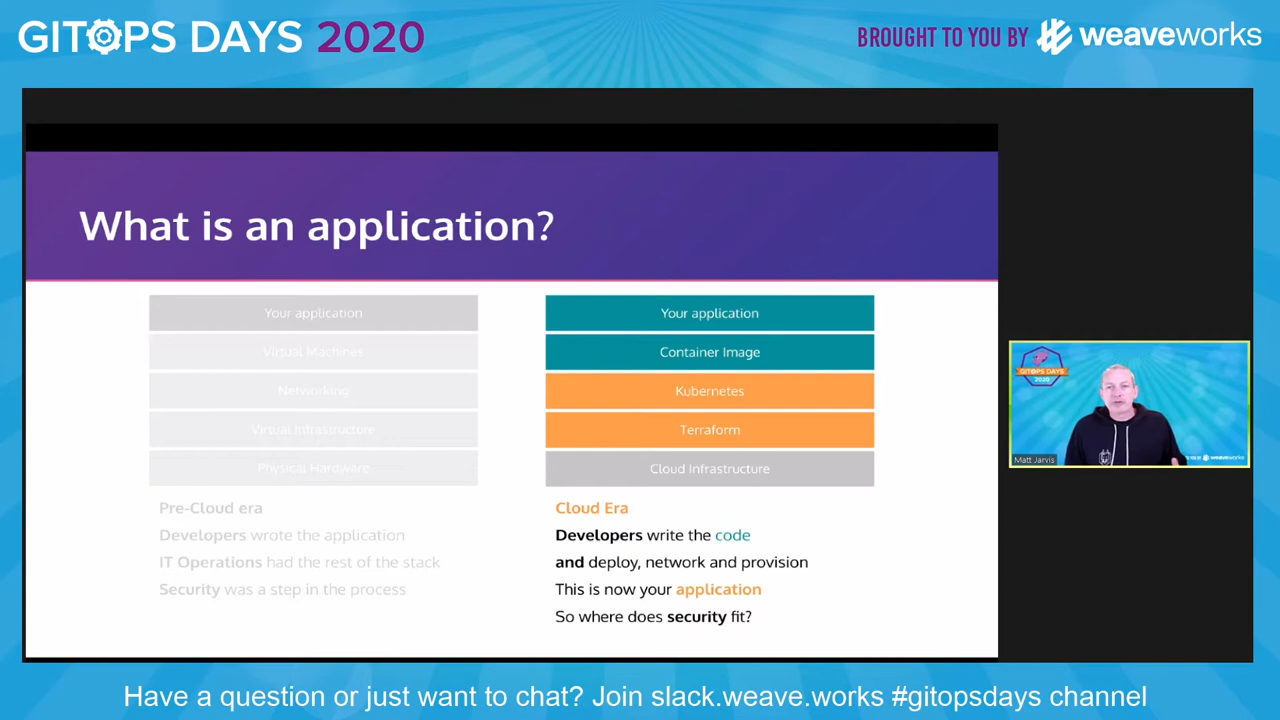 GITOPS DAYS 2020
BROUGHT TO YOU BY weaveworks
What is an application?
Your application
Virtual Machines
Networking
Virtual Infrastructure
Physical Hardware
Pre-Cloud era
Developers wrote the application
IT Operations had the rest of the stack
Security was a step in the process
Your application
Container Image
Kubernetes
Terraform
Cloud Infrastructure
Cloud Era
Developers write the code
and deploy, network and provision
This is now your application
So where does security fit?
GITOPS DAYS
2020
Matt Jarvis
TO YOU BY weaveworks
Have a question or just want to chat? Join slack.weave.works #gitopsdays channel